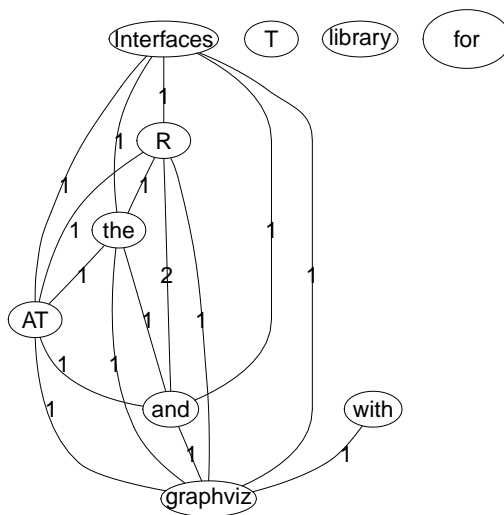 Interfaces T library for
1
R
1 1
the
1 1
1 2 1
AT
1 1 1
1 1
1
and with
1 1
graphviz